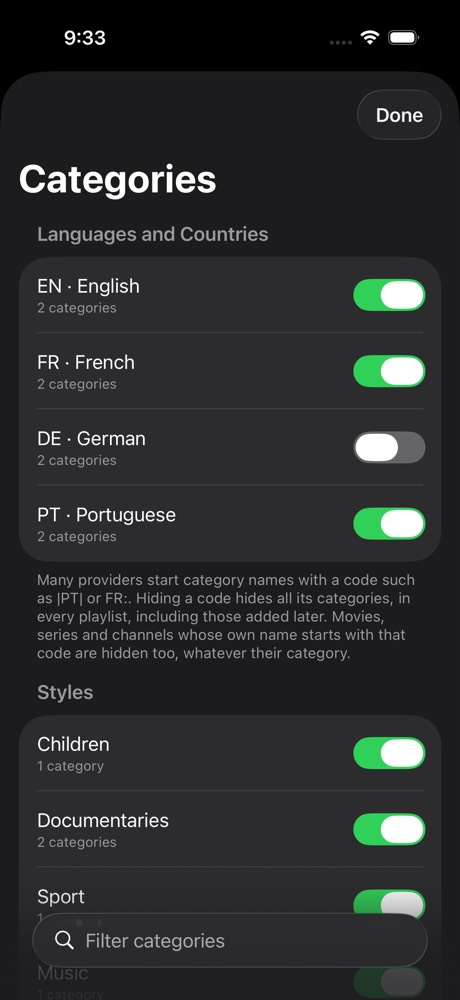 9:33
Done
Categories
Languages and Countries
EN · English
2 categories
FR · French
2 categories
DE · German
2 categories
PT · Portuguese
2 categories
Many providers start category names with a code such
as |PT| or FR:. Hiding a code hides all its categories, in
every playlist, including those added later. Movies,
series and channels whose own name starts with that
code are hidden too, whatever their category.
Styles
Children
1 category
Documentaries
2 categories
Sport
Filter categories
Music
1 category